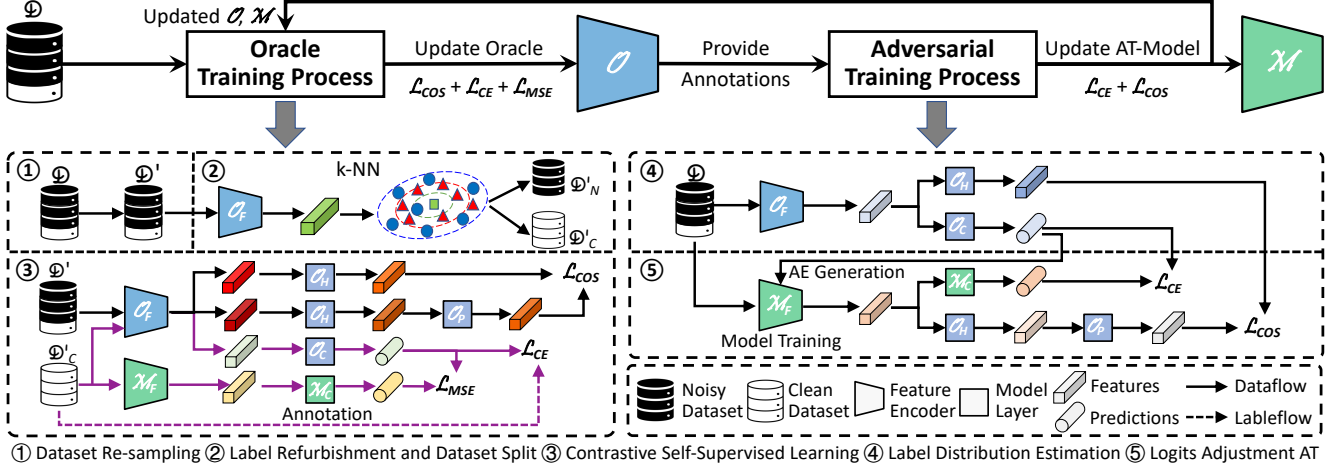 𝒟
Updated 𝒪, ℳ
Oracle
Training Process
Update Oracle
ℒCOS + ℒCE + ℒMSE
𝒪
Provide
Annotations
Adversarial
Training Process
Update AT-Model
ℒCE + ℒCOS
ℳ
① 𝒟 𝒟'
② 𝒪F k-NN 𝒟'N
𝒟'C
③ 𝒟' 𝒪F 𝒪H ℒCOS
𝒪H 𝒪P
𝒟'C 𝒪C ℒCE
ℳF ℳC ℒMSE
Annotation
④ 𝒟 𝒪F 𝒪H
𝒪C
⑤ AE Generation
ℳF ℳC ℒCE
𝒪H 𝒪P ℒCOS
Model Training
Noisy
Dataset
Clean
Dataset
Feature
Encoder
Model
Layer
Features
Predictions
Dataflow
Lableflow
① Dataset Re-sampling ② Label Refurbishment and Dataset Split ③ Contrastive Self-Supervised Learning ④ Label Distribution Estimation ⑤ Logits Adjustment AT